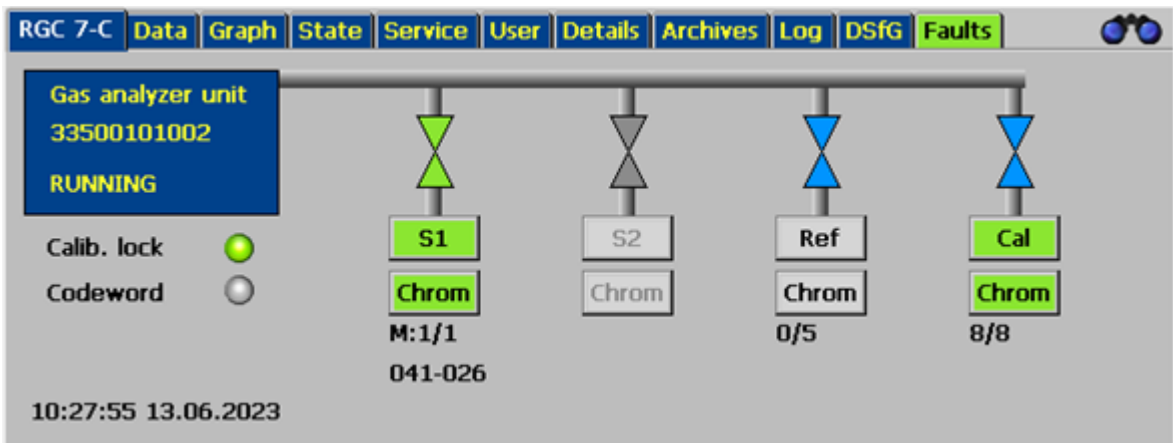 RGC 7-C Data Graph State Service User Details Archives Log DSfG Faults
Gas analyzer unit
33500101002
RUNNING
Calib. lock
Codeword
S1 S2 Ref Cal
Chrom Chrom Chrom Chrom
M:1/1 0/5 8/8
041-026
10:27:55 13.06.2023